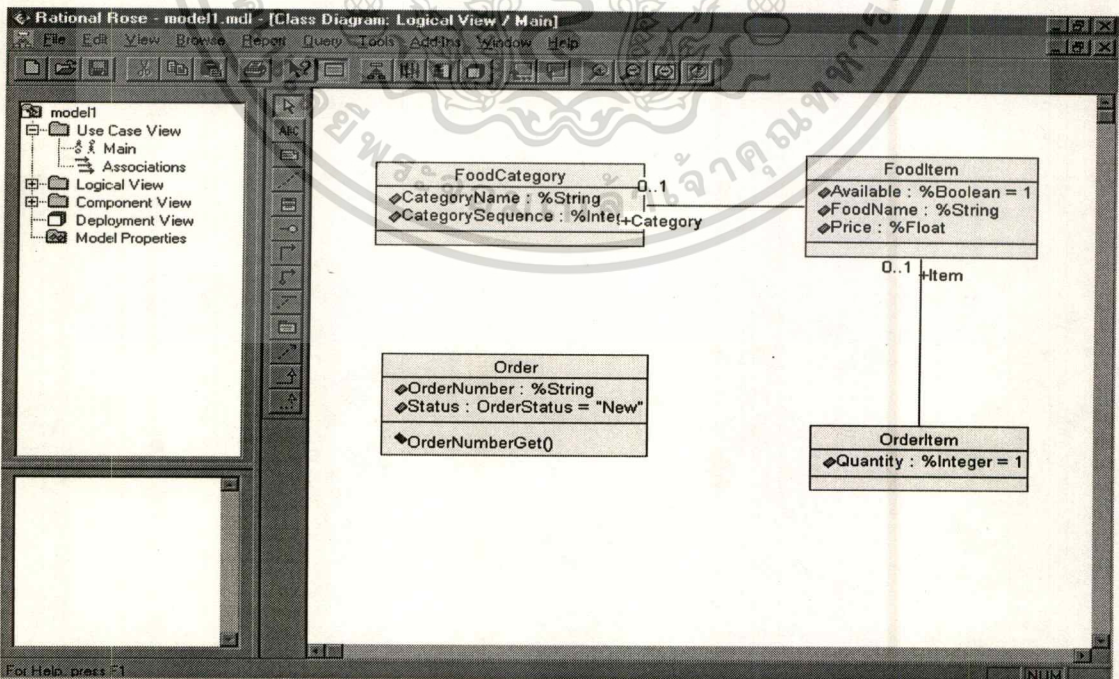 Rational Rose - model1.mdl - [Class Diagram: Logical View / Main]
File Edit View Browse Report Query Tools Add-Ins Window Help
model1
Use Case View
Main
Associations
Logical View
Component View
Deployment View
Model Properties
ABC
FoodCategory
CategoryName : %String
CategorySequence : %Inte
0..1
+Category
FoodItem
Available : %Boolean = 1
FoodName : %String
Price : %Float
0..1
+Item
Order
OrderNumber : %String
Status : OrderStatus = "New"
OrderNumberGet()
OrderItem
Quantity : %Integer = 1
For Help, press F1
NUM